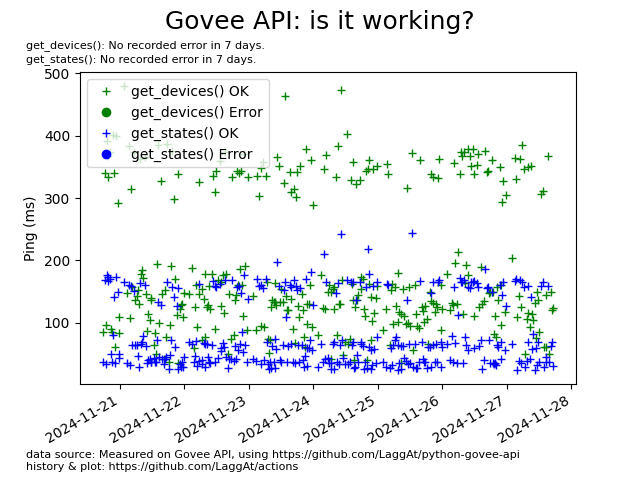 Govee API: is it working?
get_devices(): No recorded error in 7 days.
get_states(): No recorded error in 7 days.
500
400
300
200
100
Ping (ms)
get_devices() OK
get_devices() Error
get_states() OK
get_states() Error
2024-11-21
2024-11-22
2024-11-23
2024-11-24
2024-11-25
2024-11-26
2024-11-27
2024-11-28
data source: Measured on Govee API, using https://github.com/LaggAt/python-govee-api
history & plot: https://github.com/LaggAt/actions